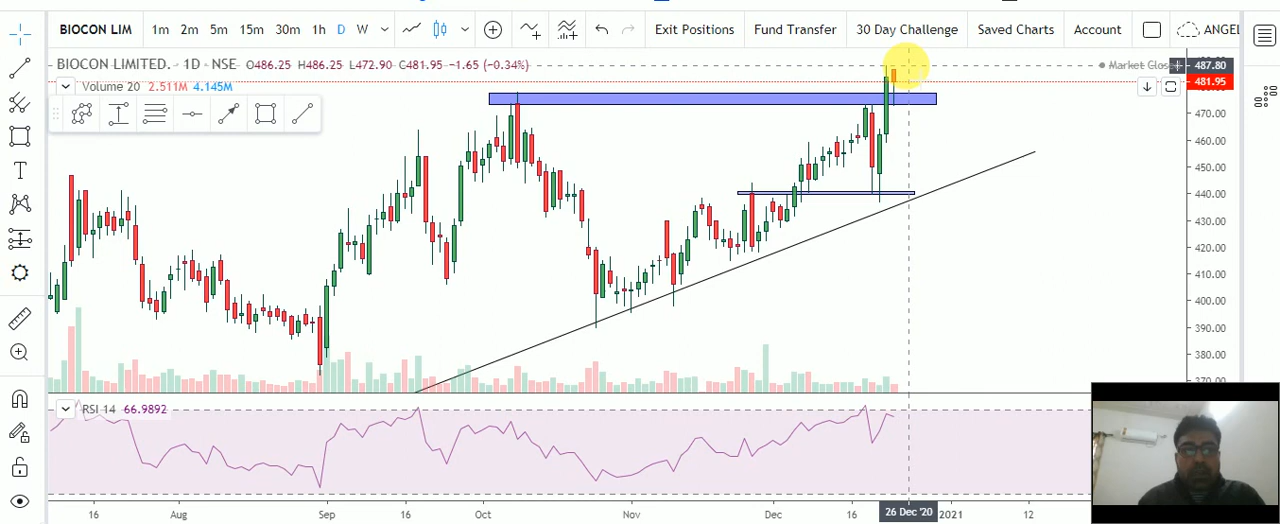 BIOCON LIM 1m 2m 5m 15m 30m 1h D W Exit Positions Fund Transfer 30 Day Challenge Saved Charts Account ANGEL
BIOCON LIMITED. 1D NSE O486.25 H486.25 L472.90 C481.95 −1.65 (−0.34%)
487.80
Volume 20 2.511M 4.145M
481.95
T
470.00
460.00
450.00
440.00
430.00
420.00
410.00
400.00
390.00
380.00
370.00
RSI 14 66.9892
16 Aug Sep 16 Oct Nov Dec 16 26 Dec '20 2021 12